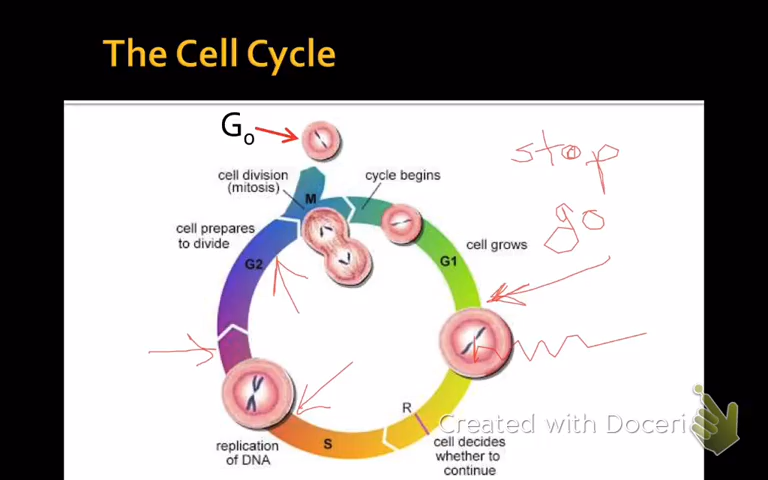 The Cell Cycle
Go
cell division
(mitosis)
M
cycle begins
stop
go
cell prepares
to divide
G2
cell grows
G1
R
cell decides
whether to
continue
S
replication
of DNA
Created with Doceri